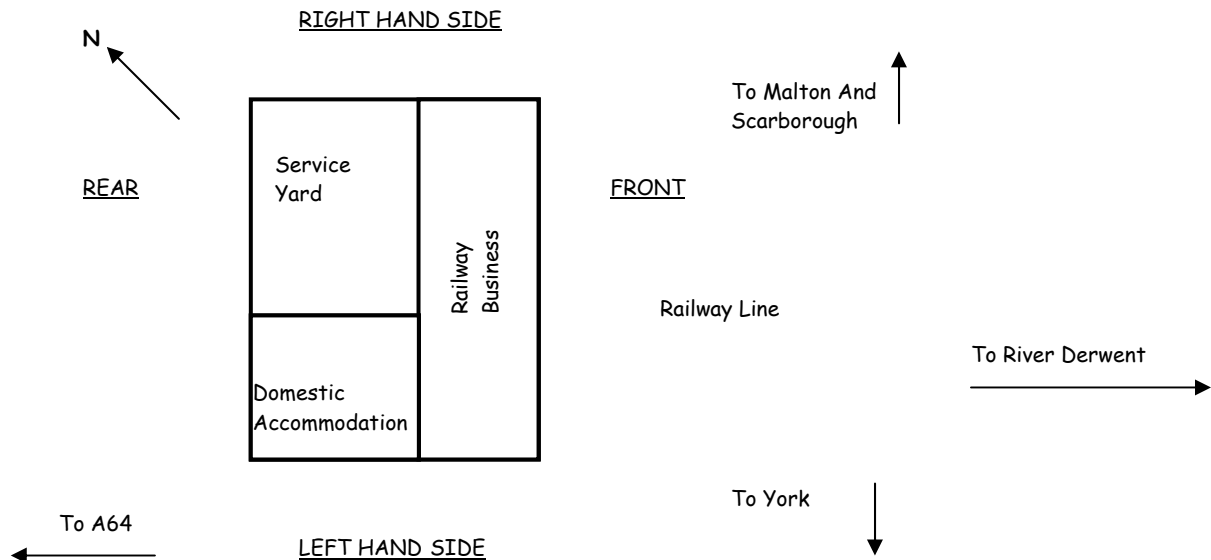 RIGHT HAND SIDE
N
To Malton And
Scarborough
Service
Yard
REAR
FRONT
Railway
Business
Railway Line
To River Derwent
Domestic
Accommodation
To York
To A64
LEFT HAND SIDE